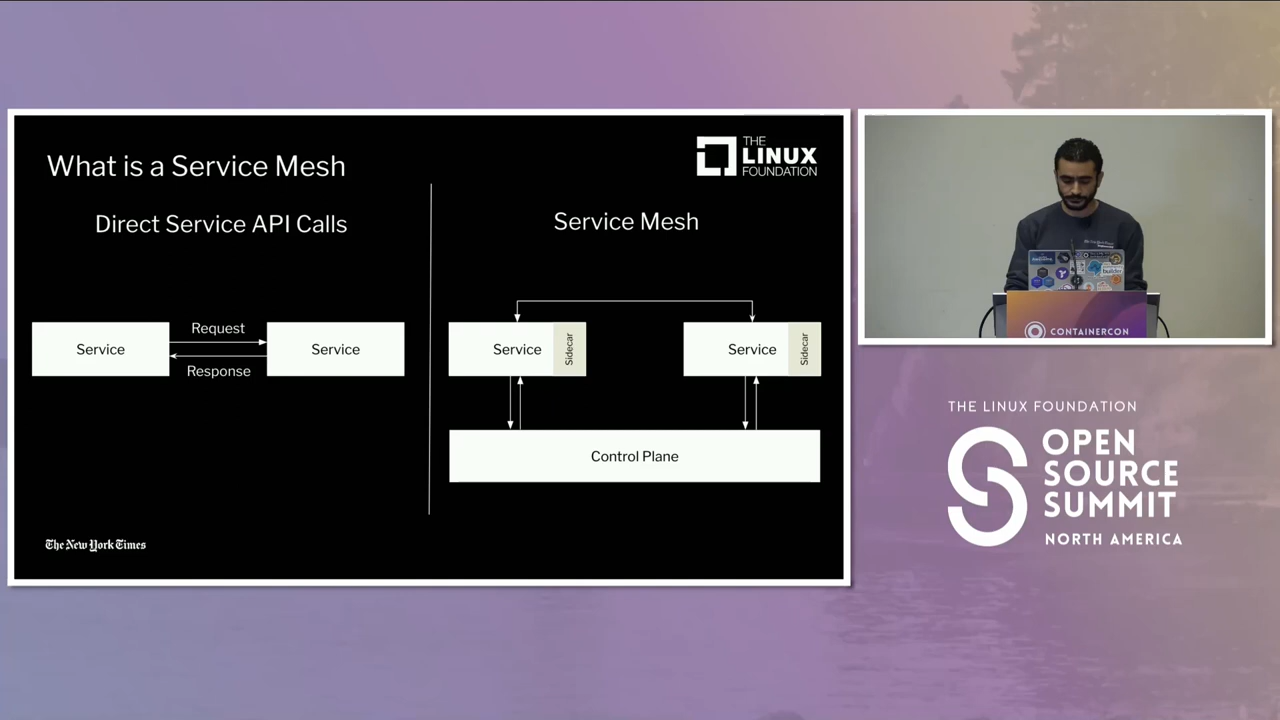 What is a Service Mesh
THE
LINUX
FOUNDATION
Direct Service API Calls
Service Mesh
Request
Service
Service
Response
Service
Sidecar
Service
Sidecar
Control Plane
The New York Times
CONTAINERCON
THE LINUX FOUNDATION
OPEN
SOURCE
SUMMIT
NORTH AMERICA